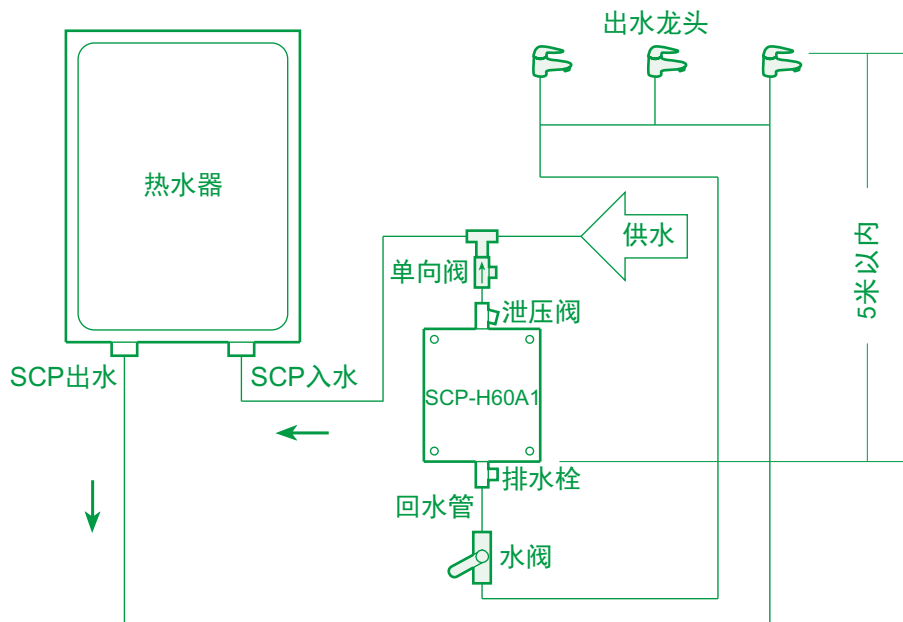 出水龙头
热水器
供水
单向阀
泄压阀
5米以内
SCP出水
SCP入水
SCP-H60A1
排水栓
回水管
水阀